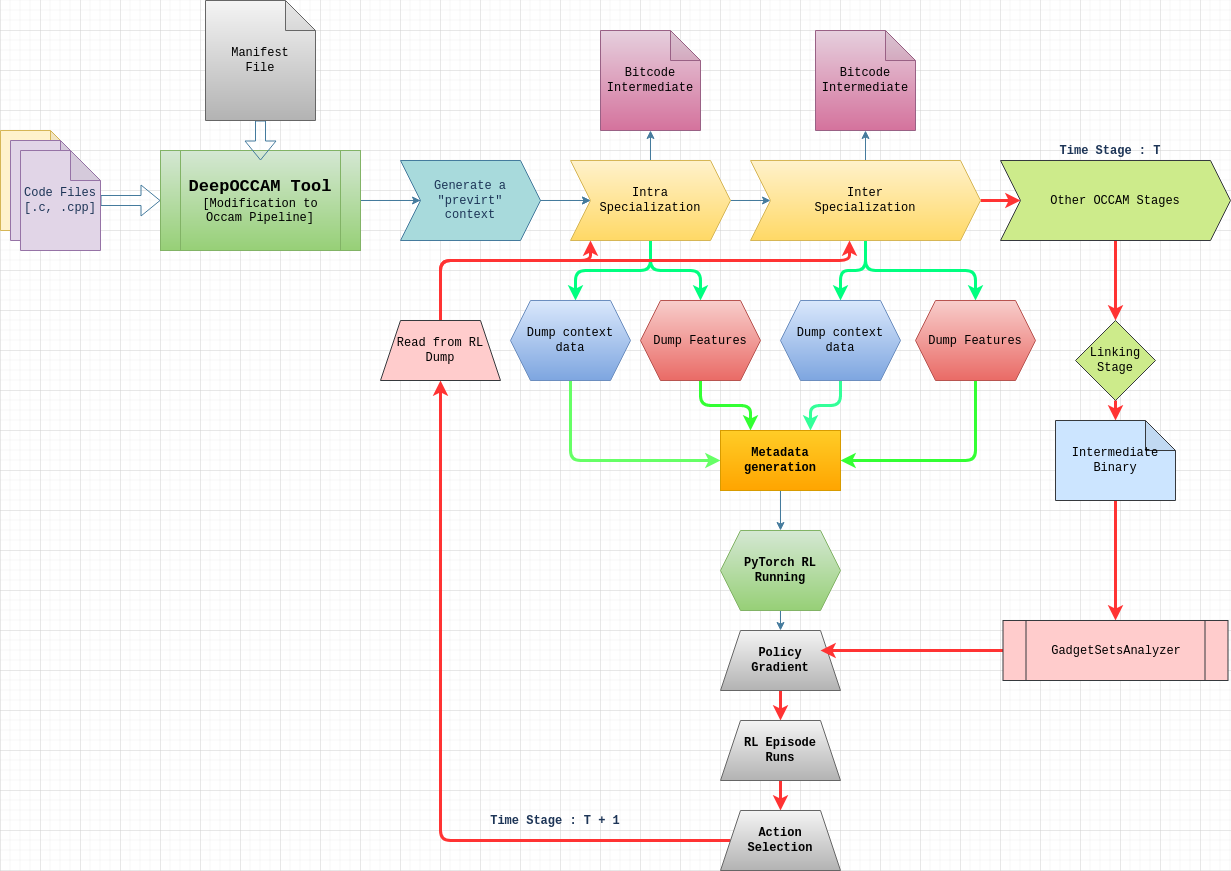 Manifest
File
Bitcode
Intermediate
Bitcode
Intermediate
Time Stage : T
Code Files
[.c, .cpp]
DeepOCCAM Tool
[Modification to
Occam Pipeline]
Generate a
"previrt"
context
Intra
Specialization
Inter
Specialization
Other OCCAM Stages
Read from RL
Dump
Dump context
data
Dump Features
Dump context
data
Dump Features
Linking
Stage
Metadata
generation
Intermediate
Binary
PyTorch RL
Running
Policy
Gradient
GadgetSetsAnalyzer
RL Episode
Runs
Time Stage : T + 1
Action
Selection